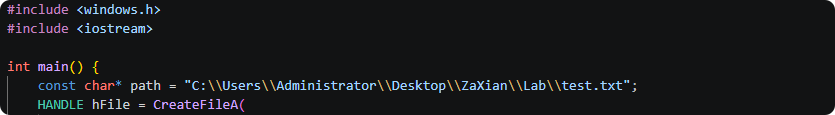 #include <windows.h>
#include <iostream>
int main() {
const char* path = "C:\\Users\\Administrator\\Desktop\\ZaXian\\Lab\\test.txt";
HANDLE hFile = CreateFileA(